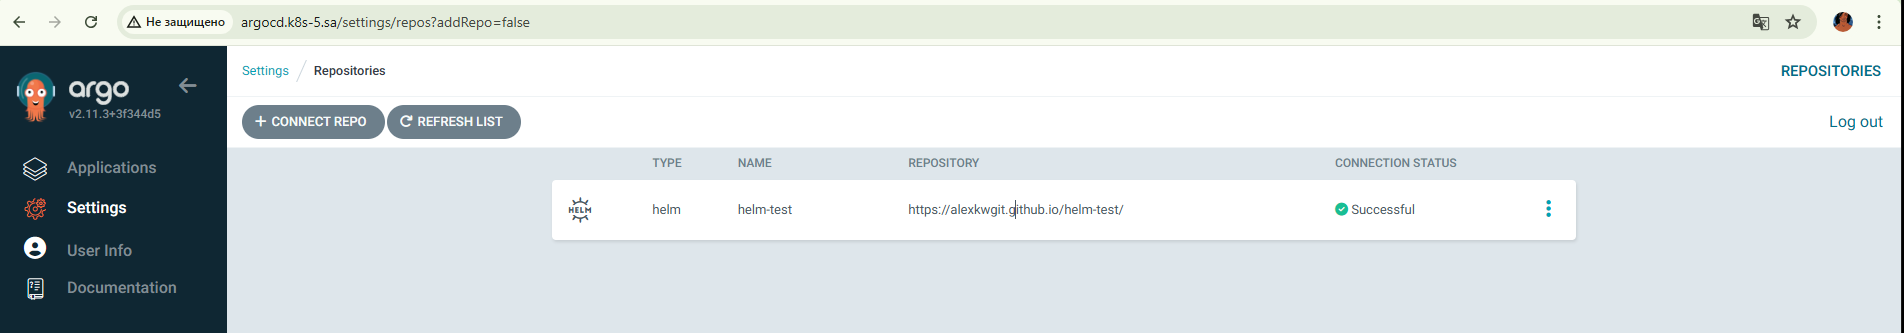 Не защищено argocd.k8s-5.sa/settings/repos?addRepo=false
argo
v2.11.3+3f344d5
Applications
Settings
User Info
Documentation
Settings / Repositories
REPOSITORIES
+ CONNECT REPO
REFRESH LIST
Log out
TYPE NAME REPOSITORY CONNECTION STATUS
HELM helm helm-test https://alexkwgit.github.io/helm-test/ Successful